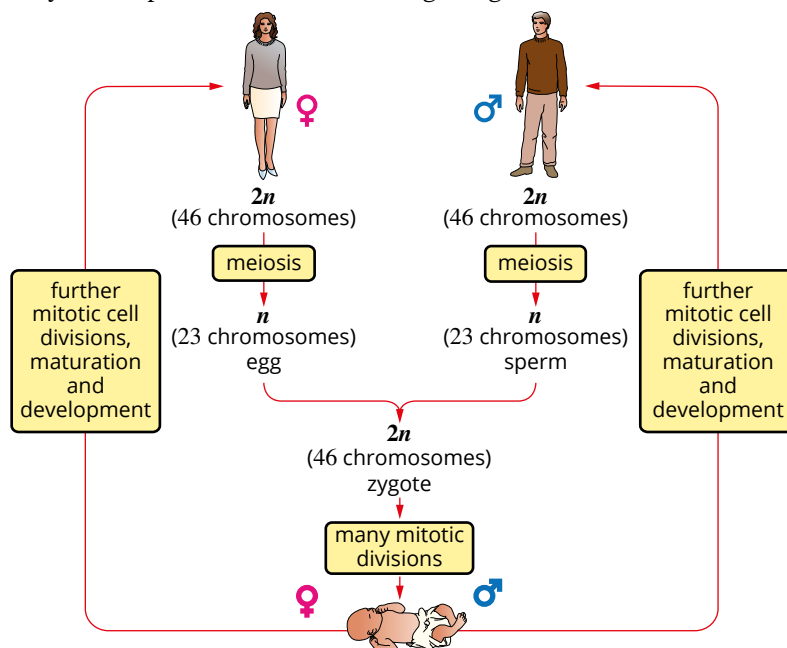 2n
(46 chromosomes)
2n
(46 chromosomes)
meiosis
meiosis
n
(23 chromosomes)
egg
n
(23 chromosomes)
sperm
further
mitotic cell
divisions,
maturation
and
development
further
mitotic cell
divisions,
maturation
and
development
2n
(46 chromosomes)
zygote
many mitotic
divisions